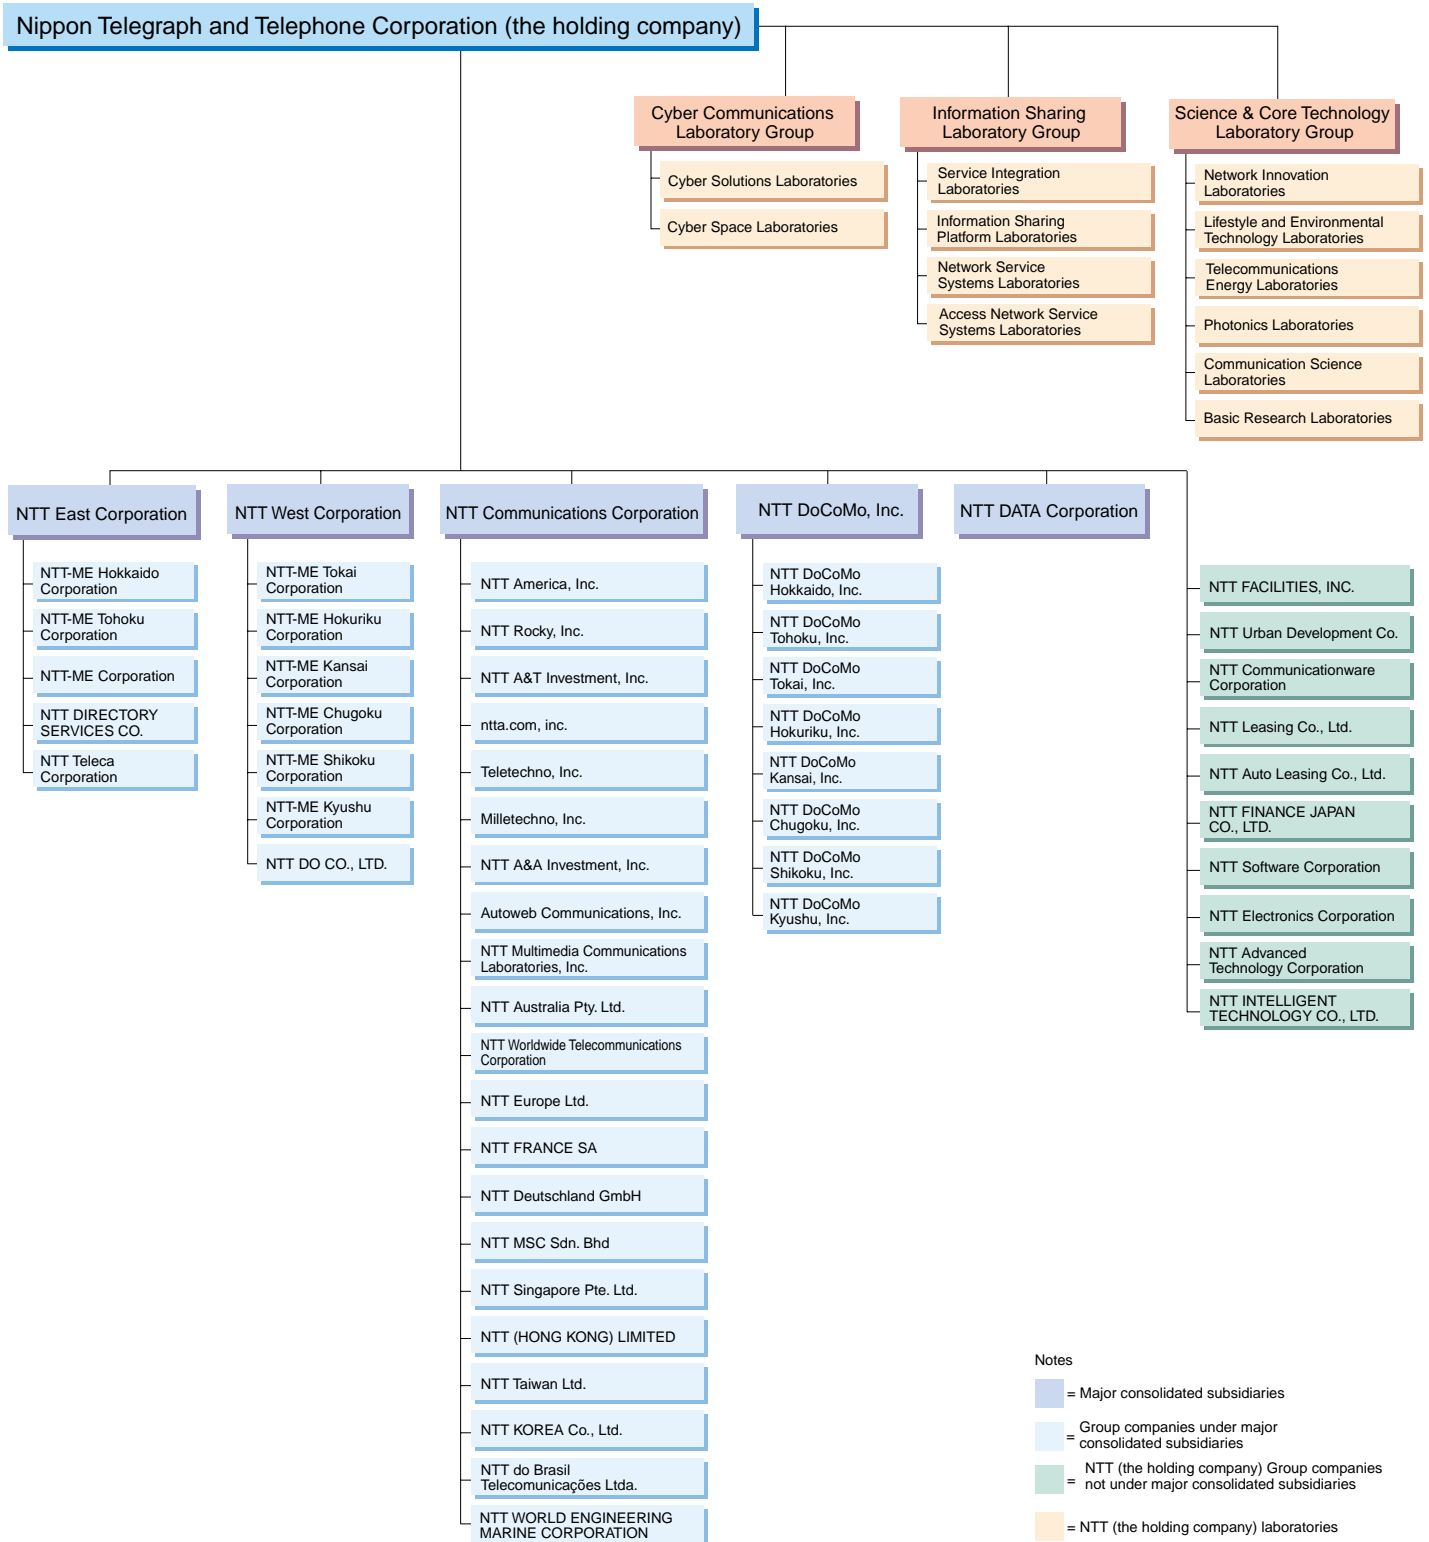 Nippon Telegraph and Telephone Corporation (the holding company)
Cyber Communications
Laboratory Group
Cyber Solutions Laboratories
Cyber Space Laboratories
Information Sharing
Laboratory Group
Service Integration
Laboratories
Information Sharing
Platform Laboratories
Network Service
Systems Laboratories
Access Network Service
Systems Laboratories
Science & Core Technology
Laboratory Group
Network Innovation
Laboratories
Lifestyle and Environmental
Technology Laboratories
Telecommunications
Energy Laboratories
Photonics Laboratories
Communication Science
Laboratories
Basic Research Laboratories
NTT East Corporation
NTT-ME Hokkaido
Corporation
NTT-ME Tohoku
Corporation
NTT-ME Corporation
NTT DIRECTORY
SERVICES CO.
NTT Teleca
Corporation
NTT West Corporation
NTT-ME Tokai
Corporation
NTT-ME Hokuriku
Corporation
NTT-ME Kansai
Corporation
NTT-ME Chugoku
Corporation
NTT-ME Shikoku
Corporation
NTT-ME Kyushu
Corporation
NTT DO CO., LTD.
NTT Communications Corporation
NTT America, Inc.
NTT Rocky, Inc.
NTT A&T Investment, Inc.
ntta.com, inc.
Teletechno, Inc.
Milletechno, Inc.
NTT A&A Investment, Inc.
Autoweb Communications, Inc.
NTT Multimedia Communications
Laboratories, Inc.
NTT Australia Pty. Ltd.
NTT Worldwide Telecommunications
Corporation
NTT Europe Ltd.
NTT FRANCE SA
NTT Deutschland GmbH
NTT MSC Sdn. Bhd
NTT Singapore Pte. Ltd.
NTT (HONG KONG) LIMITED
NTT Taiwan Ltd.
NTT KOREA Co., Ltd.
NTT do Brasil
Telecomunicações Ltda.
NTT WORLD ENGINEERING
MARINE CORPORATION
NTT DoCoMo, Inc.
NTT DoCoMo
Hokkaido, Inc.
NTT DoCoMo
Tohoku, Inc.
NTT DoCoMo
Tokai, Inc.
NTT DoCoMo
Hokuriku, Inc.
NTT DoCoMo
Kansai, Inc.
NTT DoCoMo
Chugoku, Inc.
NTT DoCoMo
Shikoku, Inc.
NTT DoCoMo
Kyushu, Inc.
NTT DATA Corporation
NTT FACILITIES, INC.
NTT Urban Development Co.
NTT Communicationware
Corporation
NTT Leasing Co., Ltd.
NTT Auto Leasing Co., Ltd.
NTT FINANCE JAPAN
CO., LTD.
NTT Software Corporation
NTT Electronics Corporation
NTT Advanced
Technology Corporation
NTT INTELLIGENT
TECHNOLOGY CO., LTD.
Notes
= Major consolidated subsidiaries
= Group companies under major
consolidated subsidiaries
= NTT (the holding company) Group companies
not under major consolidated subsidiaries
= NTT (the holding company) laboratories